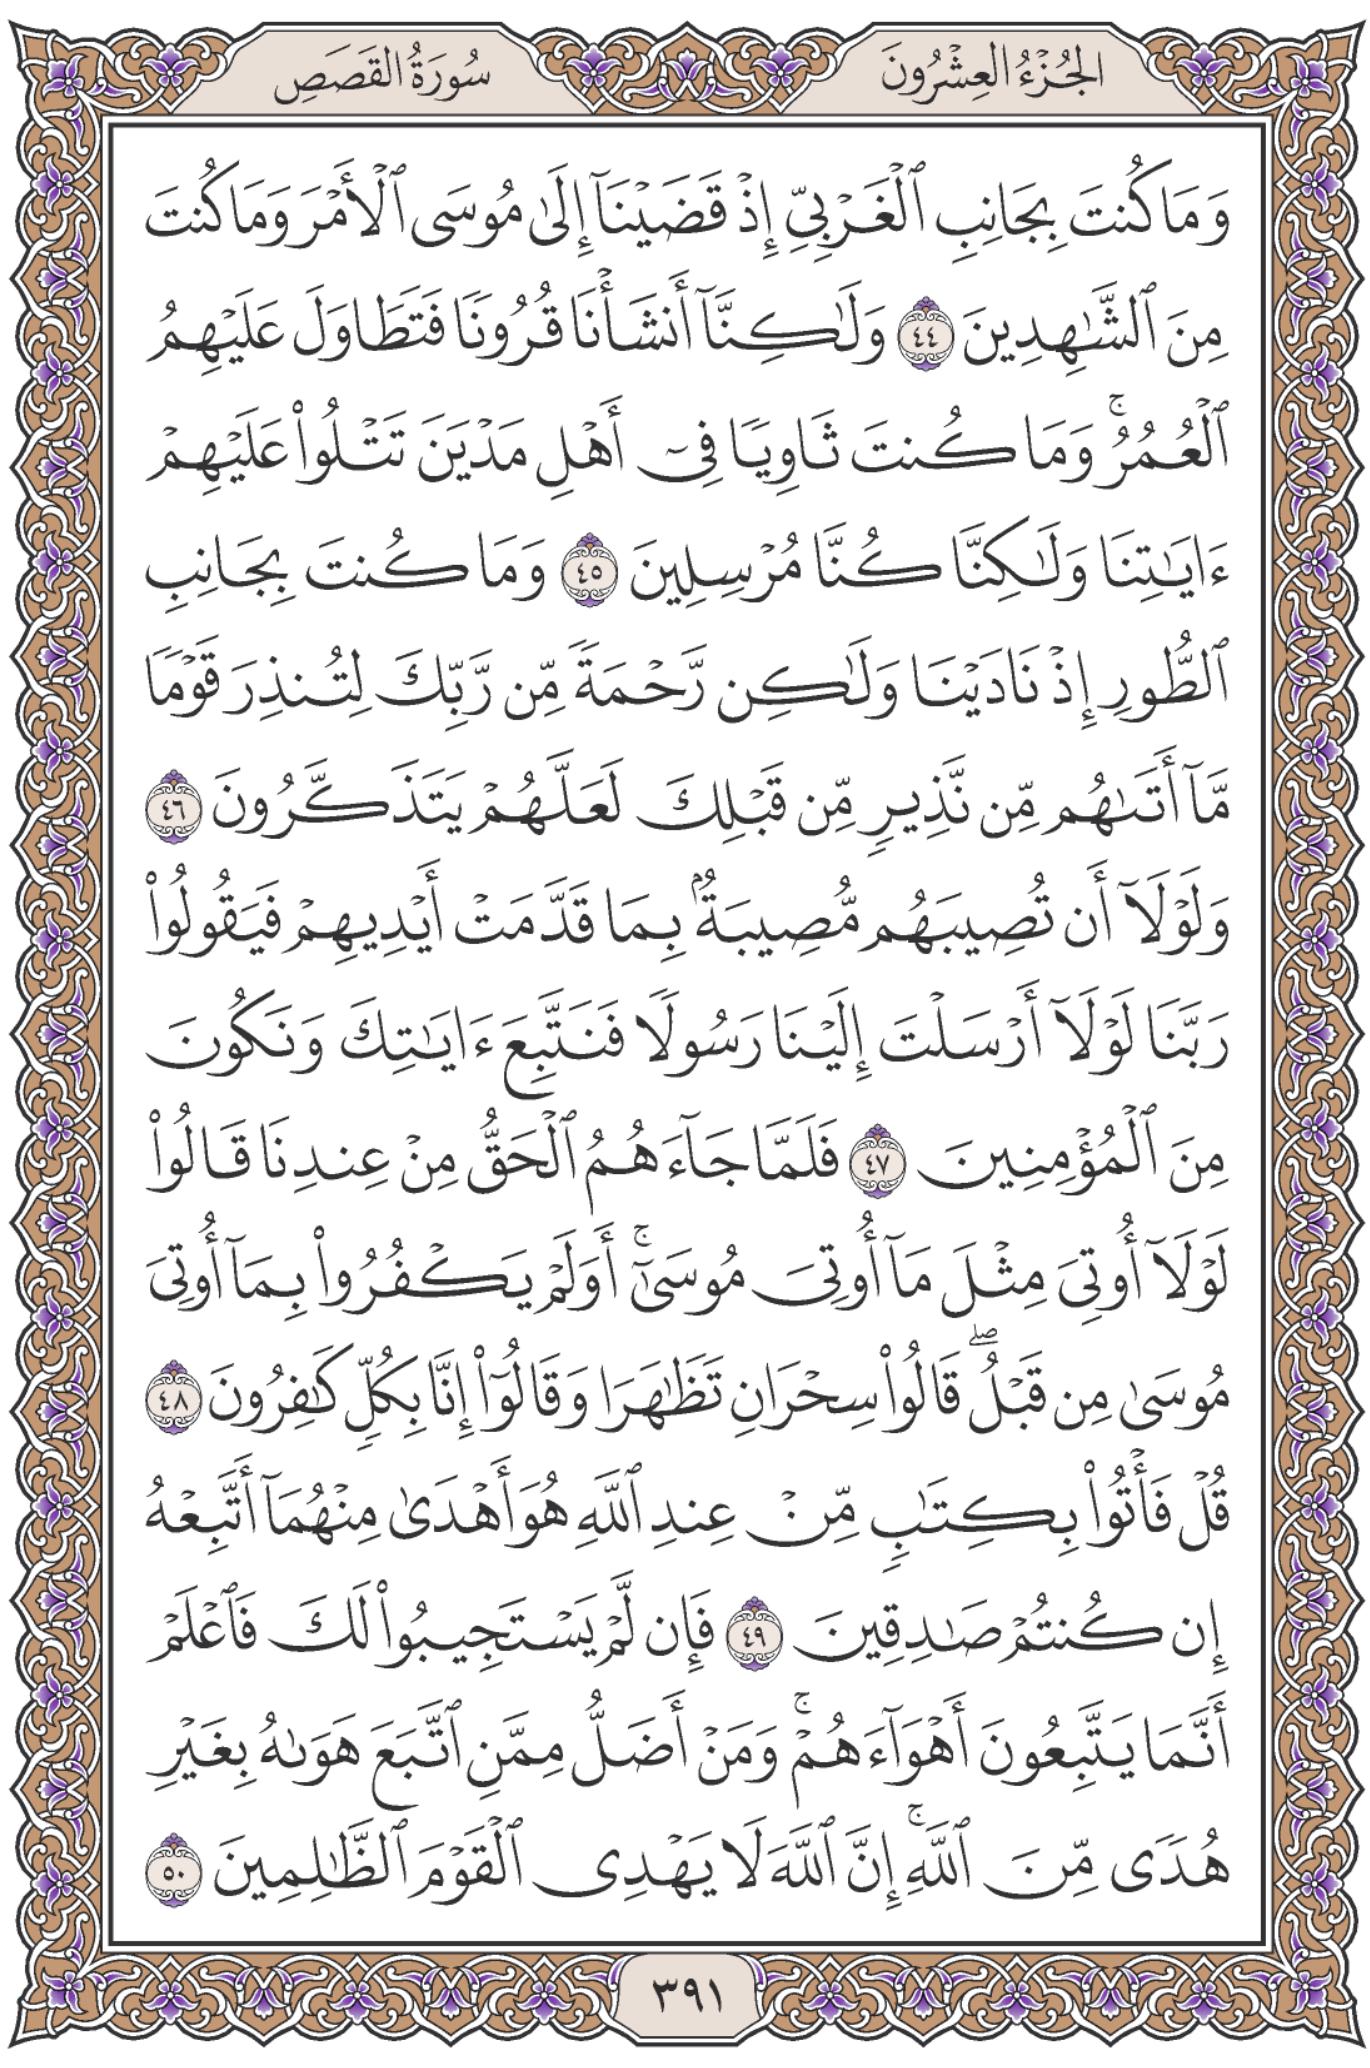 الجُزْءُ العِشْرُونَ
سُورَةُ القَصَصِ
وَمَا كُنتَ بِجَانِبِ ٱلْغَرْبِيِّ إِذْ قَضَيْنَآ إِلَىٰ مُوسَى ٱلْأَمْرَ وَمَا كُنتَ
مِنَ ٱلشَّٰهِدِينَ ٤٤ وَلَٰكِنَّآ أَنشَأْنَا قُرُونًا فَتَطَاوَلَ عَلَيْهِمُ
ٱلْعُمُرُ ۚ وَمَا كُنتَ ثَاوِيًا فِىٓ أَهْلِ مَدْيَنَ تَتْلُوا۟ عَلَيْهِمْ
ءَايَٰتِنَا وَلَٰكِنَّا كُنَّا مُرْسِلِينَ ٤٥ وَمَا كُنتَ بِجَانِبِ
ٱلطُّورِ إِذْ نَادَيْنَا وَلَٰكِن رَّحْمَةً مِّن رَّبِّكَ لِتُنذِرَ قَوْمًا
مَّآ أَتَىٰهُم مِّن نَّذِيرٍ مِّن قَبْلِكَ لَعَلَّهُمْ يَتَذَكَّرُونَ ٤٦
وَلَوْلَآ أَن تُصِيبَهُم مُّصِيبَةٌۢ بِمَا قَدَّمَتْ أَيْدِيهِمْ فَيَقُولُوا۟
رَبَّنَا لَوْلَآ أَرْسَلْتَ إِلَيْنَا رَسُولًا فَنَتَّبِعَ ءَايَٰتِكَ وَنَكُونَ
مِنَ ٱلْمُؤْمِنِينَ ٤٧ فَلَمَّا جَآءَهُمُ ٱلْحَقُّ مِنْ عِندِنَا قَالُوا۟
لَوْلَآ أُوتِىَ مِثْلَ مَآ أُوتِىَ مُوسَىٰٓ ۚ أَوَلَمْ يَكْفُرُوا۟ بِمَآ أُوتِىَ
مُوسَىٰ مِن قَبْلُ ۖ قَالُوا۟ سِحْرَانِ تَظَٰهَرَا وَقَالُوٓا۟ إِنَّا بِكُلٍّ كَٰفِرُونَ ٤٨
قُلْ فَأْتُوا۟ بِكِتَٰبٍ مِّنْ عِندِ ٱللَّهِ هُوَ أَهْدَىٰ مِنْهُمَآ أَتَّبِعْهُ
إِن كُنتُمْ صَٰدِقِينَ ٤٩ فَإِن لَّمْ يَسْتَجِيبُوا۟ لَكَ فَٱعْلَمْ
أَنَّمَا يَتَّبِعُونَ أَهْوَآءَهُمْ ۚ وَمَنْ أَضَلُّ مِمَّنِ ٱتَّبَعَ هَوَىٰهُ بِغَيْرِ
هُدًى مِّنَ ٱللَّهِ ۚ إِنَّ ٱللَّهَ لَا يَهْدِى ٱلْقَوْمَ ٱلظَّٰلِمِينَ ٥٠
٣٩١